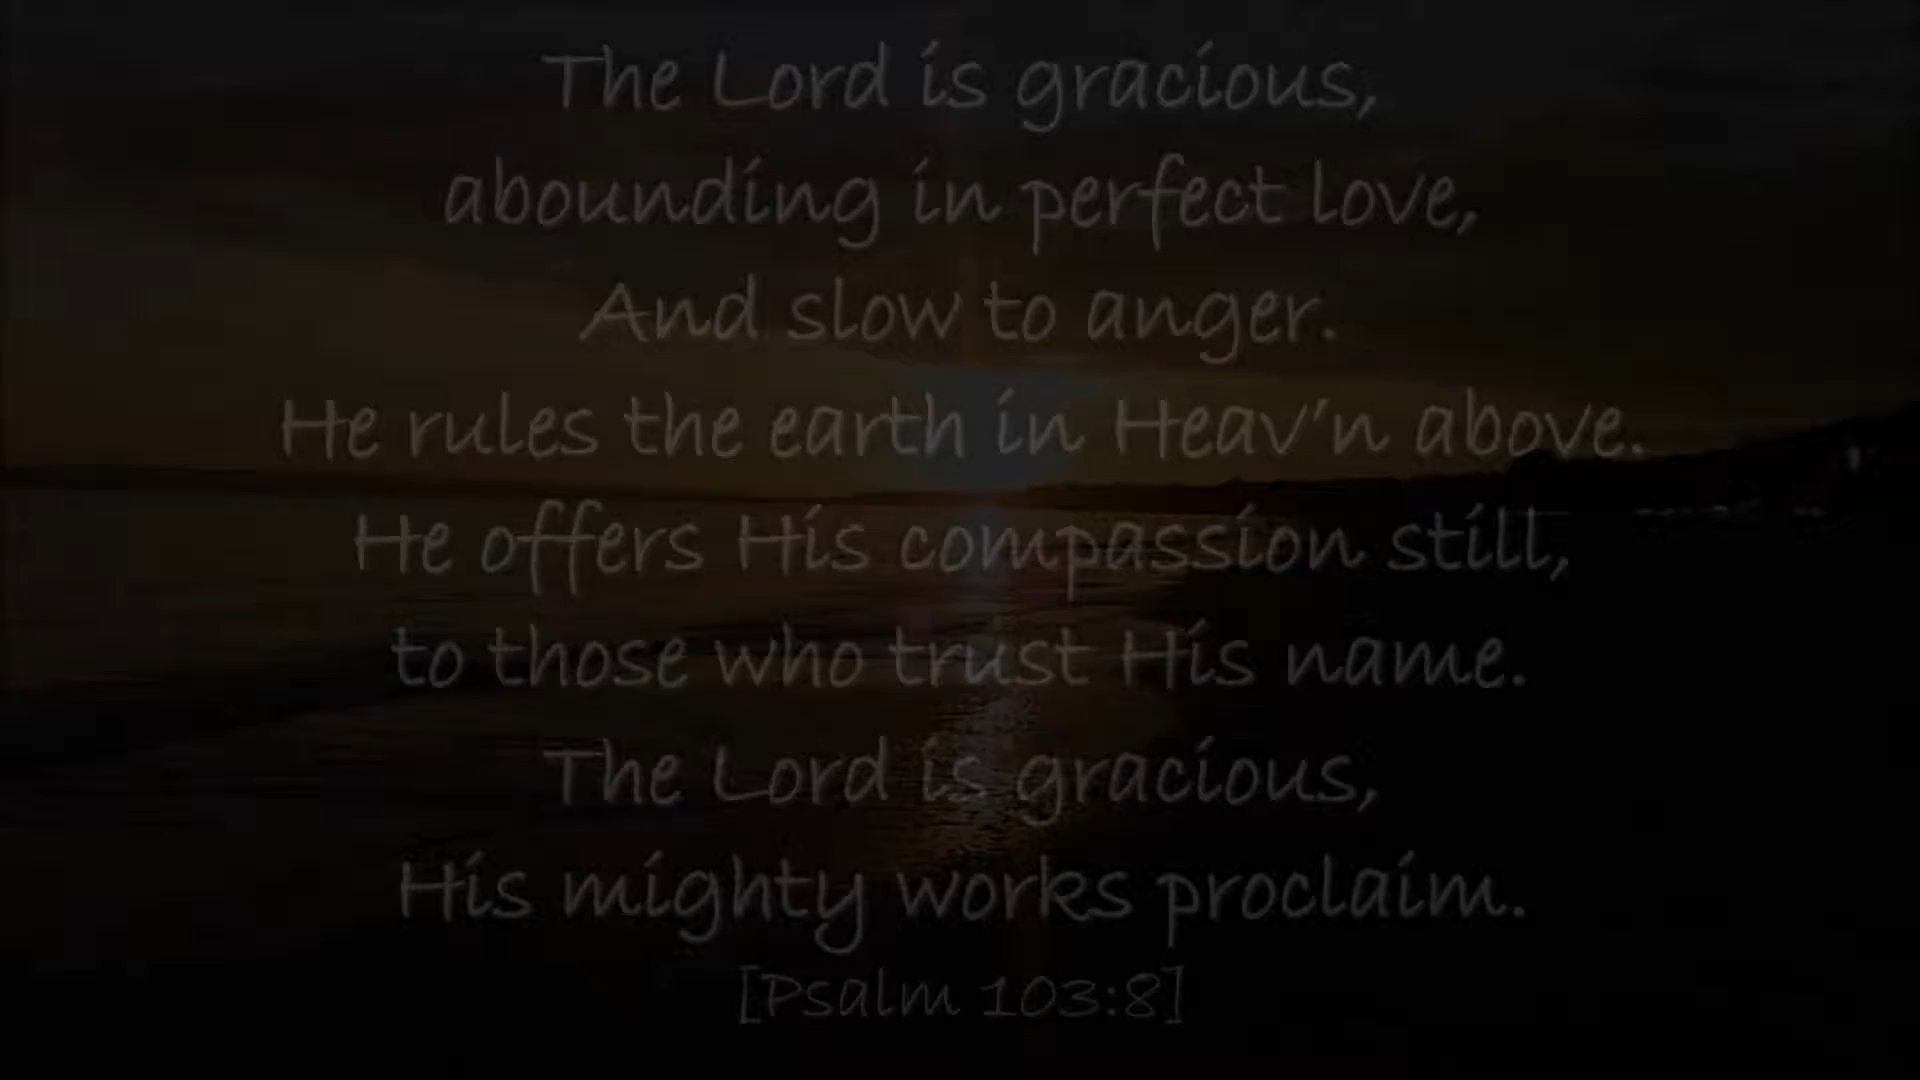 The Lord is gracious,
abounding in perfect love,
And slow to anger.
He rules the earth in Heav'n above.
He offers His compassion still,
to those who trust His name.
The Lord is gracious,
His mighty works proclaim.
[Psalm 103:8]